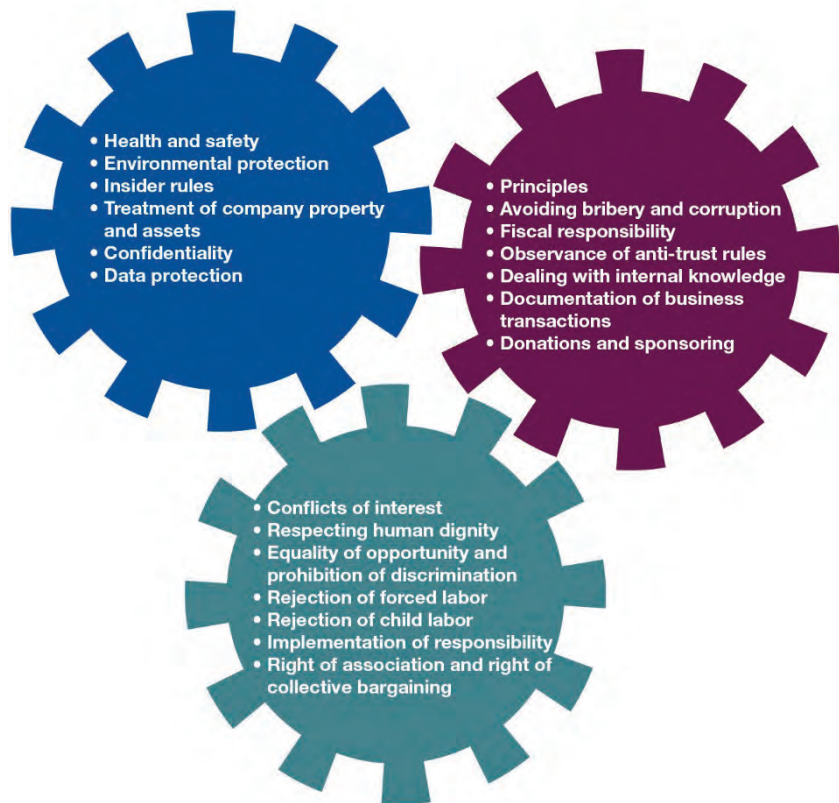 • Health and safety
• Environmental protection
• Insider rules
• Treatment of company property
and assets
• Confidentiality
• Data protection
• Principles
• Avoiding bribery and corruption
• Fiscal responsibility
• Observance of anti-trust rules
• Dealing with internal knowledge
• Documentation of business
transactions
• Donations and sponsoring
• Conflicts of interest
• Respecting human dignity
• Equality of opportunity and
prohibition of discrimination
• Rejection of forced labor
• Rejection of child labor
• Implementation of responsibility
• Right of association and right of
collective bargaining